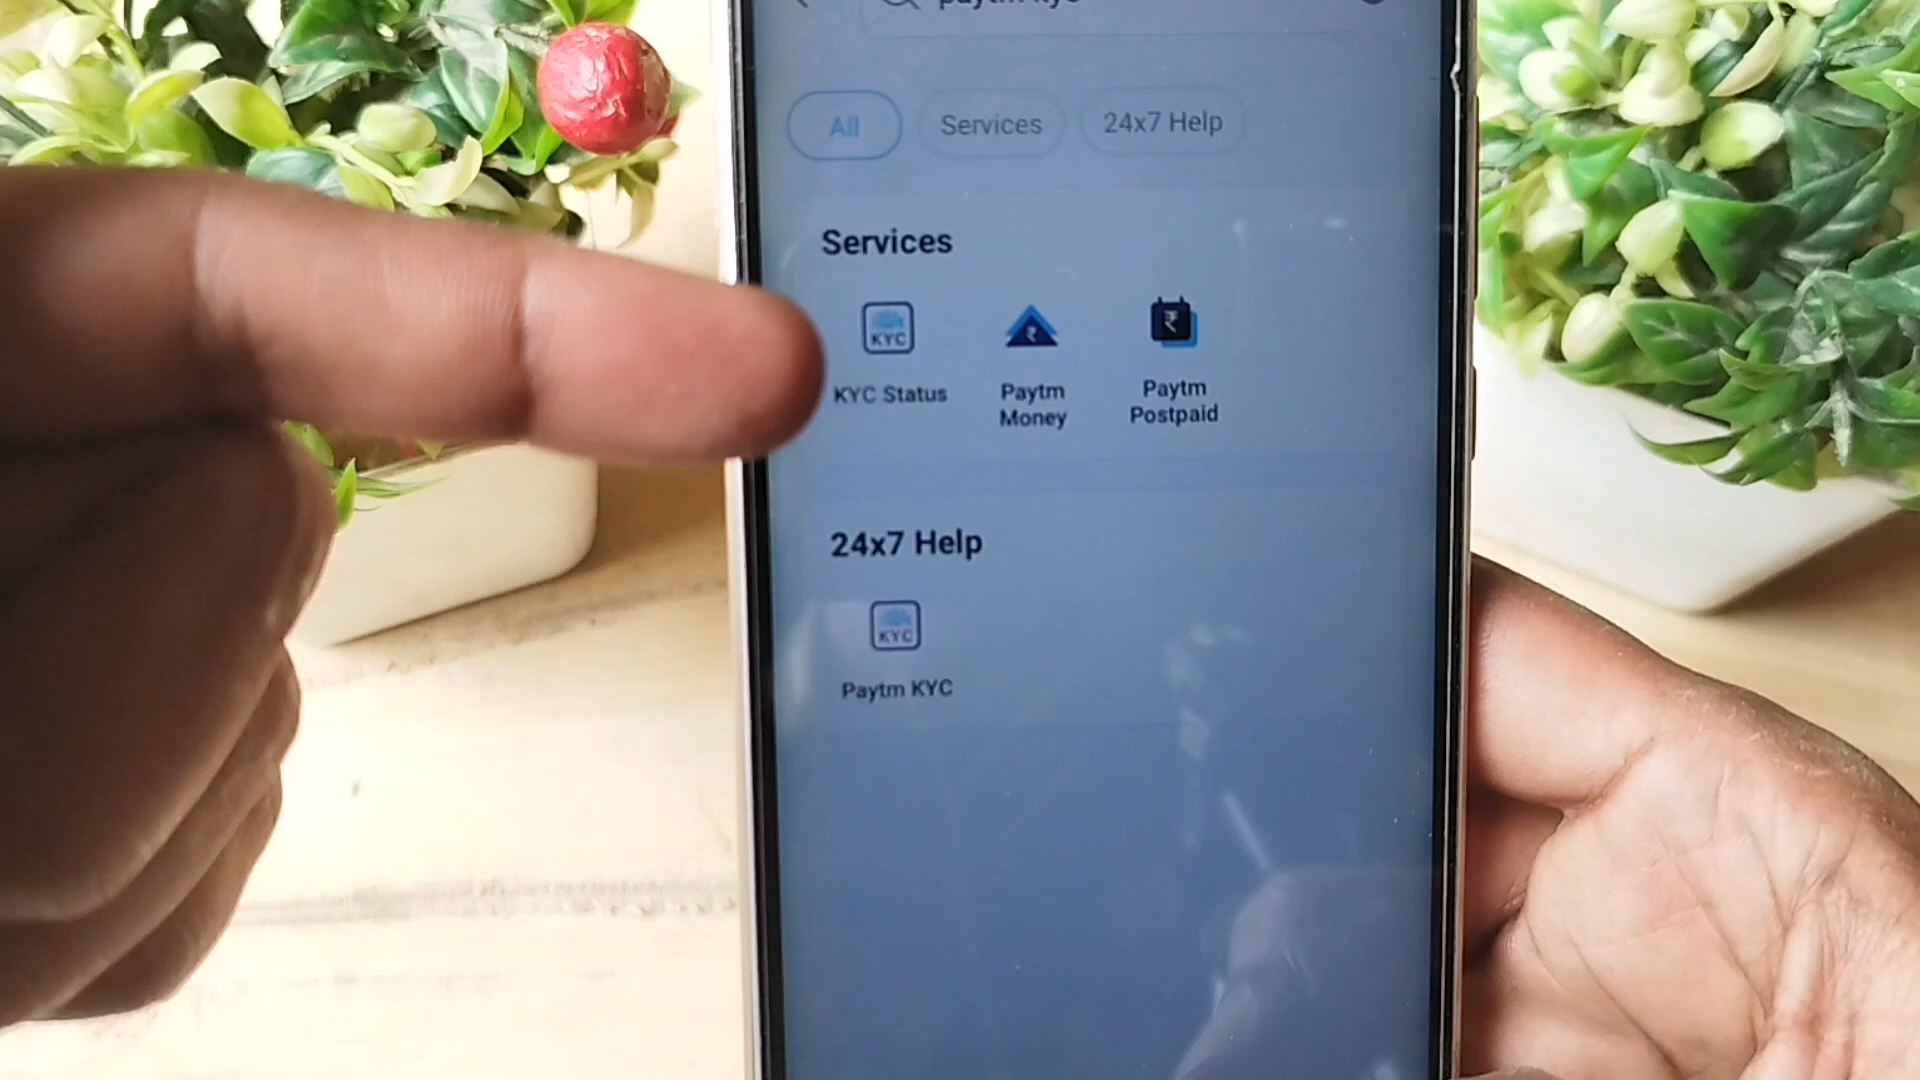 paytm kyc
All
Services
24x7 Help
Services
KYC
₹
₹
KYC Status
Paytm
Money
Paytm
Postpaid
24x7 Help
KYC
Paytm KYC